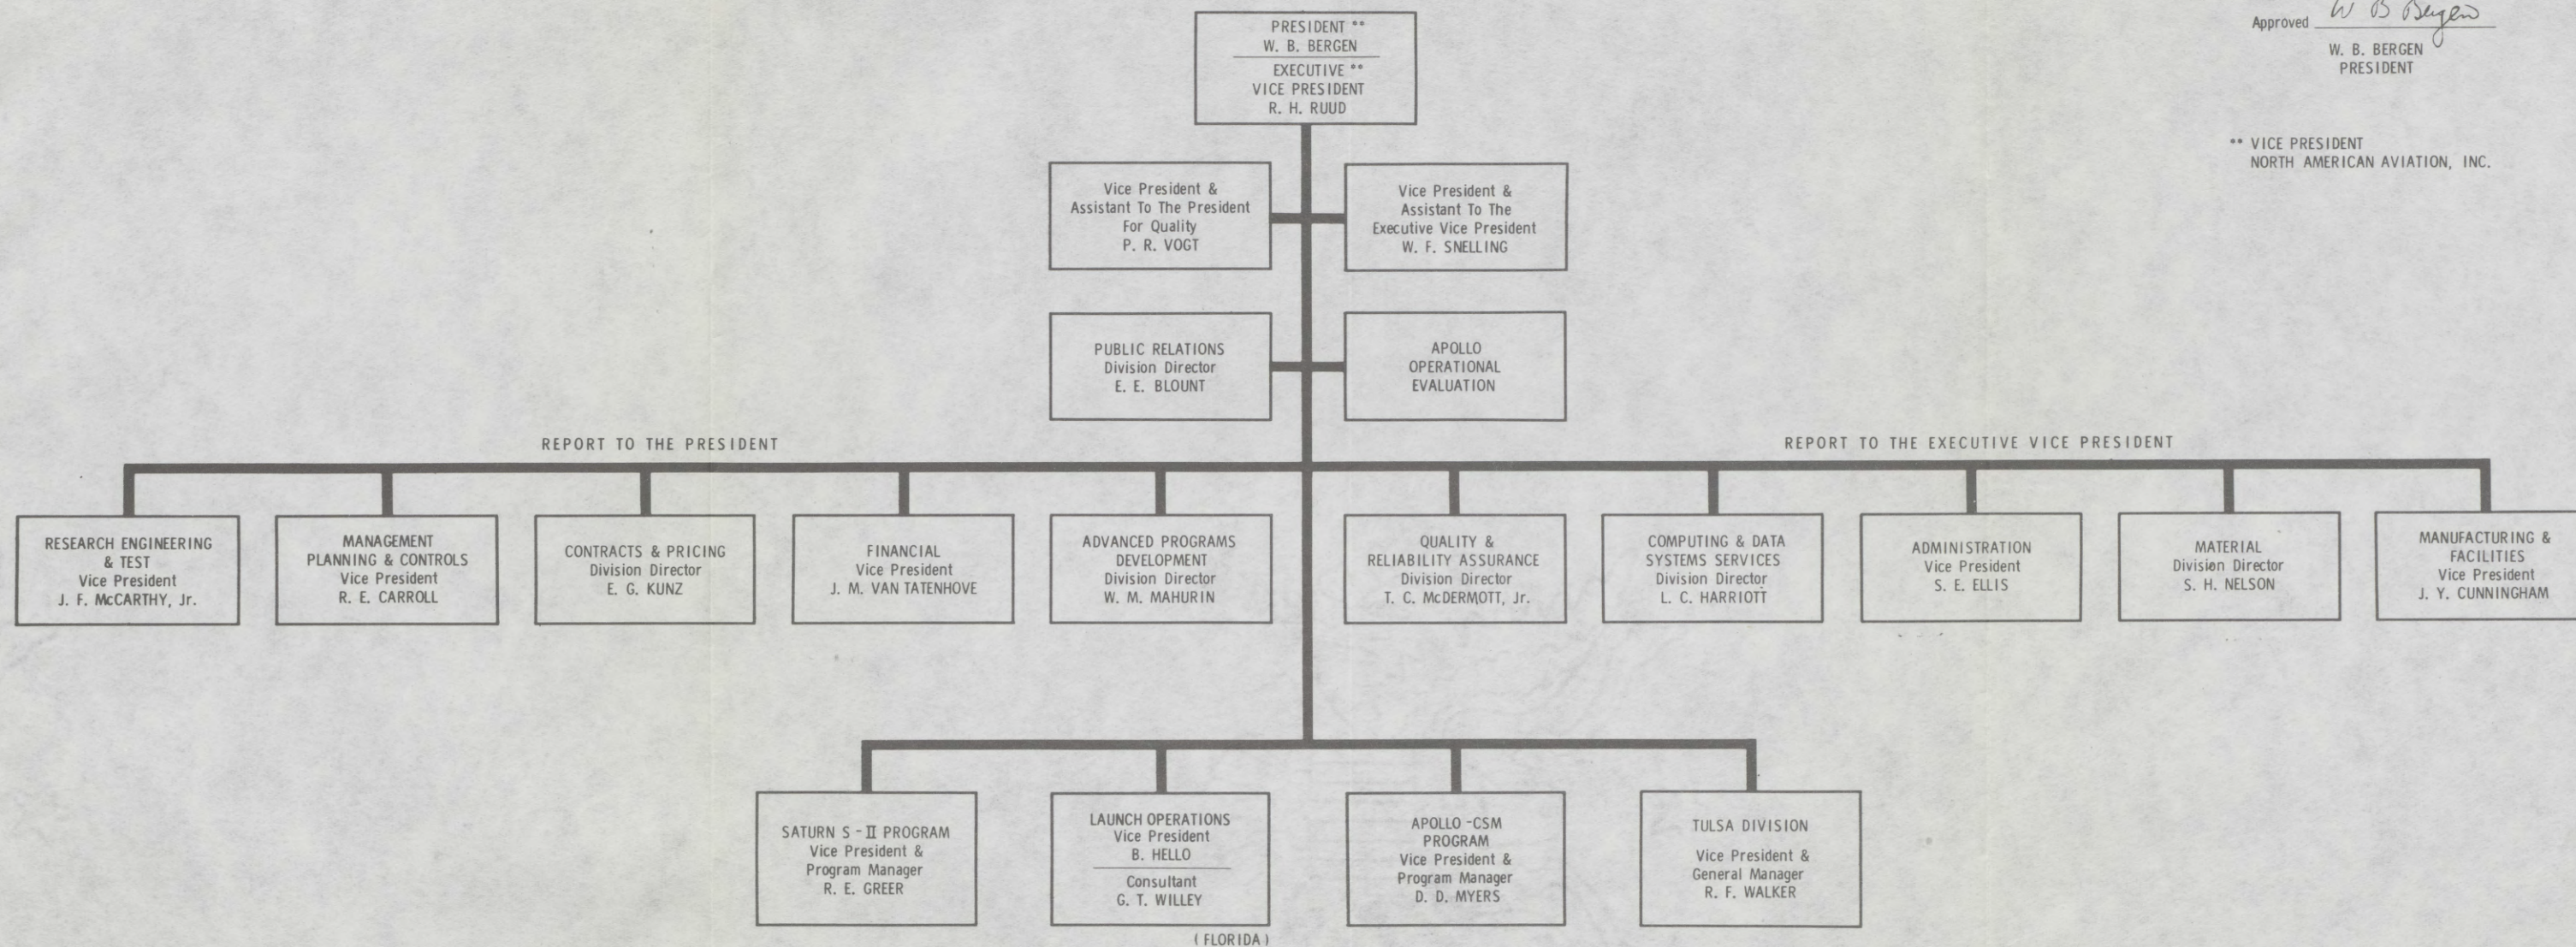 PRESIDENT **
W. B. BERGEN
EXECUTIVE **
VICE PRESIDENT
R. H. RUUD
Approved W B Bergen
W. B. BERGEN
PRESIDENT
** VICE PRESIDENT
NORTH AMERICAN AVIATION, INC.
Vice President &
Assistant To The President
For Quality
P. R. VOGT
Vice President &
Assistant To The
Executive Vice President
W. F. SNELLING
PUBLIC RELATIONS
Division Director
E. E. BLOUNT
APOLLO
OPERATIONAL
EVALUATION
REPORT TO THE PRESIDENT
REPORT TO THE EXECUTIVE VICE PRESIDENT
RESEARCH ENGINEERING
& TEST
Vice President
J. F. McCARTHY, Jr.
MANAGEMENT
PLANNING & CONTROLS
Vice President
R. E. CARROLL
CONTRACTS & PRICING
Division Director
E. G. KUNZ
FINANCIAL
Vice President
J. M. VAN TATENHOVE
ADVANCED PROGRAMS
DEVELOPMENT
Division Director
W. M. MAHURIN
QUALITY &
RELIABILITY ASSURANCE
Division Director
T. C. McDERMOTT, Jr.
COMPUTING & DATA
SYSTEMS SERVICES
Division Director
L. C. HARRIOTT
ADMINISTRATION
Vice President
S. E. ELLIS
MATERIAL
Division Director
S. H. NELSON
MANUFACTURING &
FACILITIES
Vice President
J. Y. CUNNINGHAM
SATURN S-II PROGRAM
Vice President &
Program Manager
R. E. GREER
LAUNCH OPERATIONS
Vice President
B. HELLO
Consultant
G. T. WILLEY
(FLORIDA)
APOLLO-CSM
PROGRAM
Vice President &
Program Manager
D. D. MYERS
TULSA DIVISION
Vice President &
General Manager
R. F. WALKER